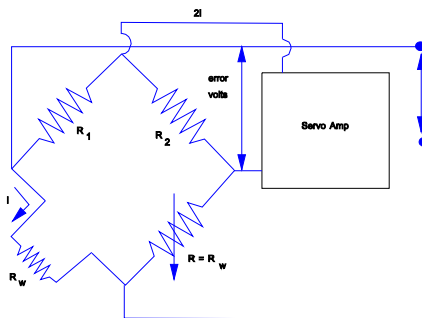 2I
error
volts
Servo Amp
R1
R2
I
Rw
R = Rw